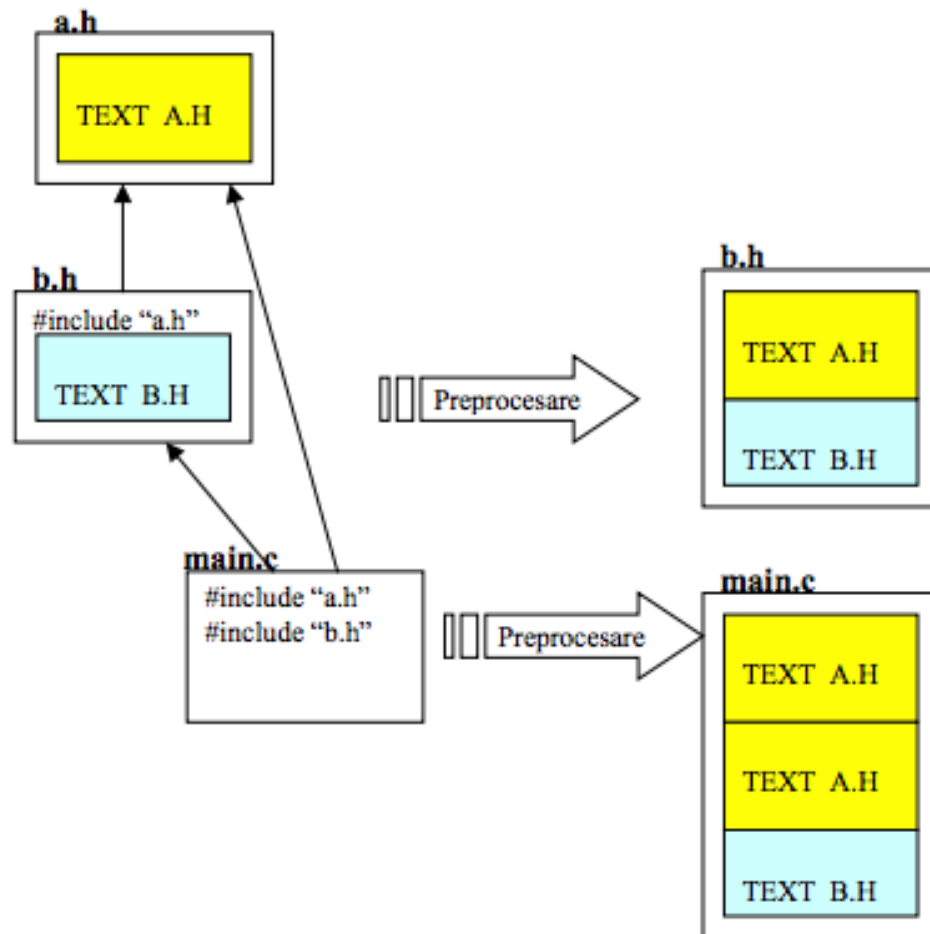 a.h
TEXT A.H
b.h
#include “a.h”
TEXT B.H
Preprocesare
b.h
TEXT A.H
TEXT B.H
main.c
#include “a.h”
#include “b.h”
Preprocesare
main.c
TEXT A.H
TEXT A.H
TEXT B.H